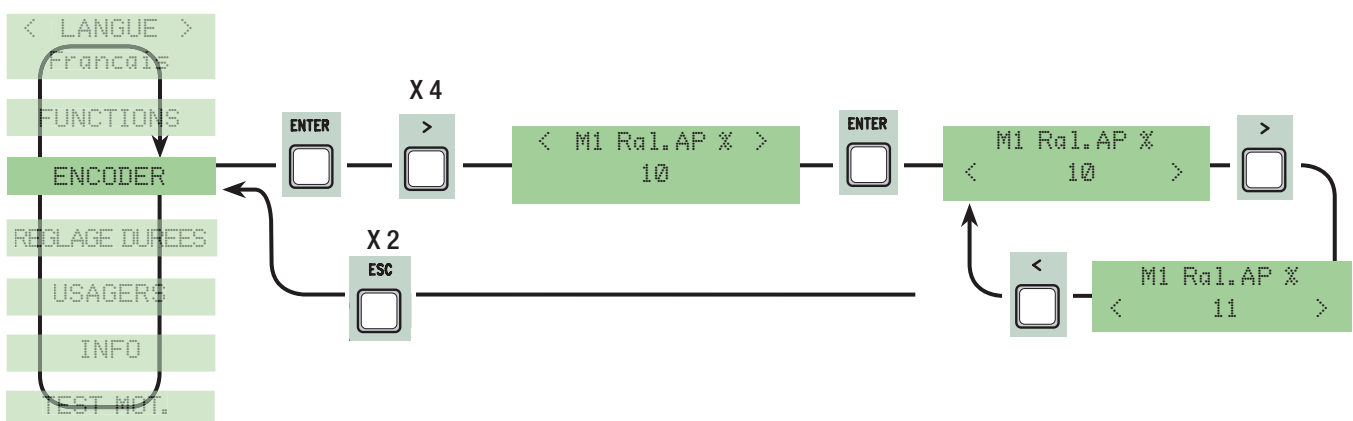 < LANGUE >
Francais
FUNCTIONS
ENCODER
REGLAGE DUREES
USAGERS
INFO
TEST MOT.
ENTER
X 4
>
< M1 Ral.AP % >
10
ENTER
M1 Ral.AP %
< 10 >
>
M1 Ral.AP %
< 11 >
<
X 2
ESC